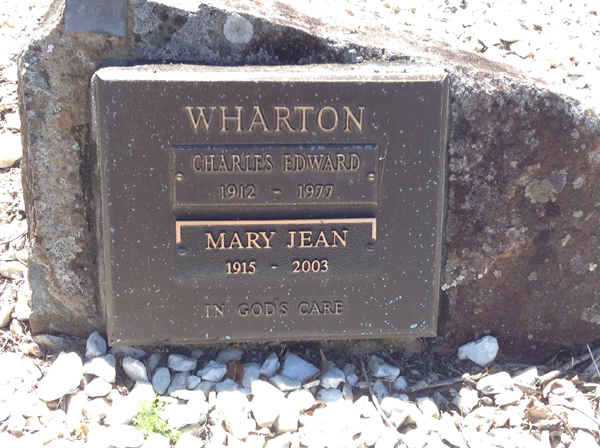 WHARTON
CHARLES EDWARD
1912 - 1977
MARY JEAN
1915 - 2003
IN GOD'S CARE